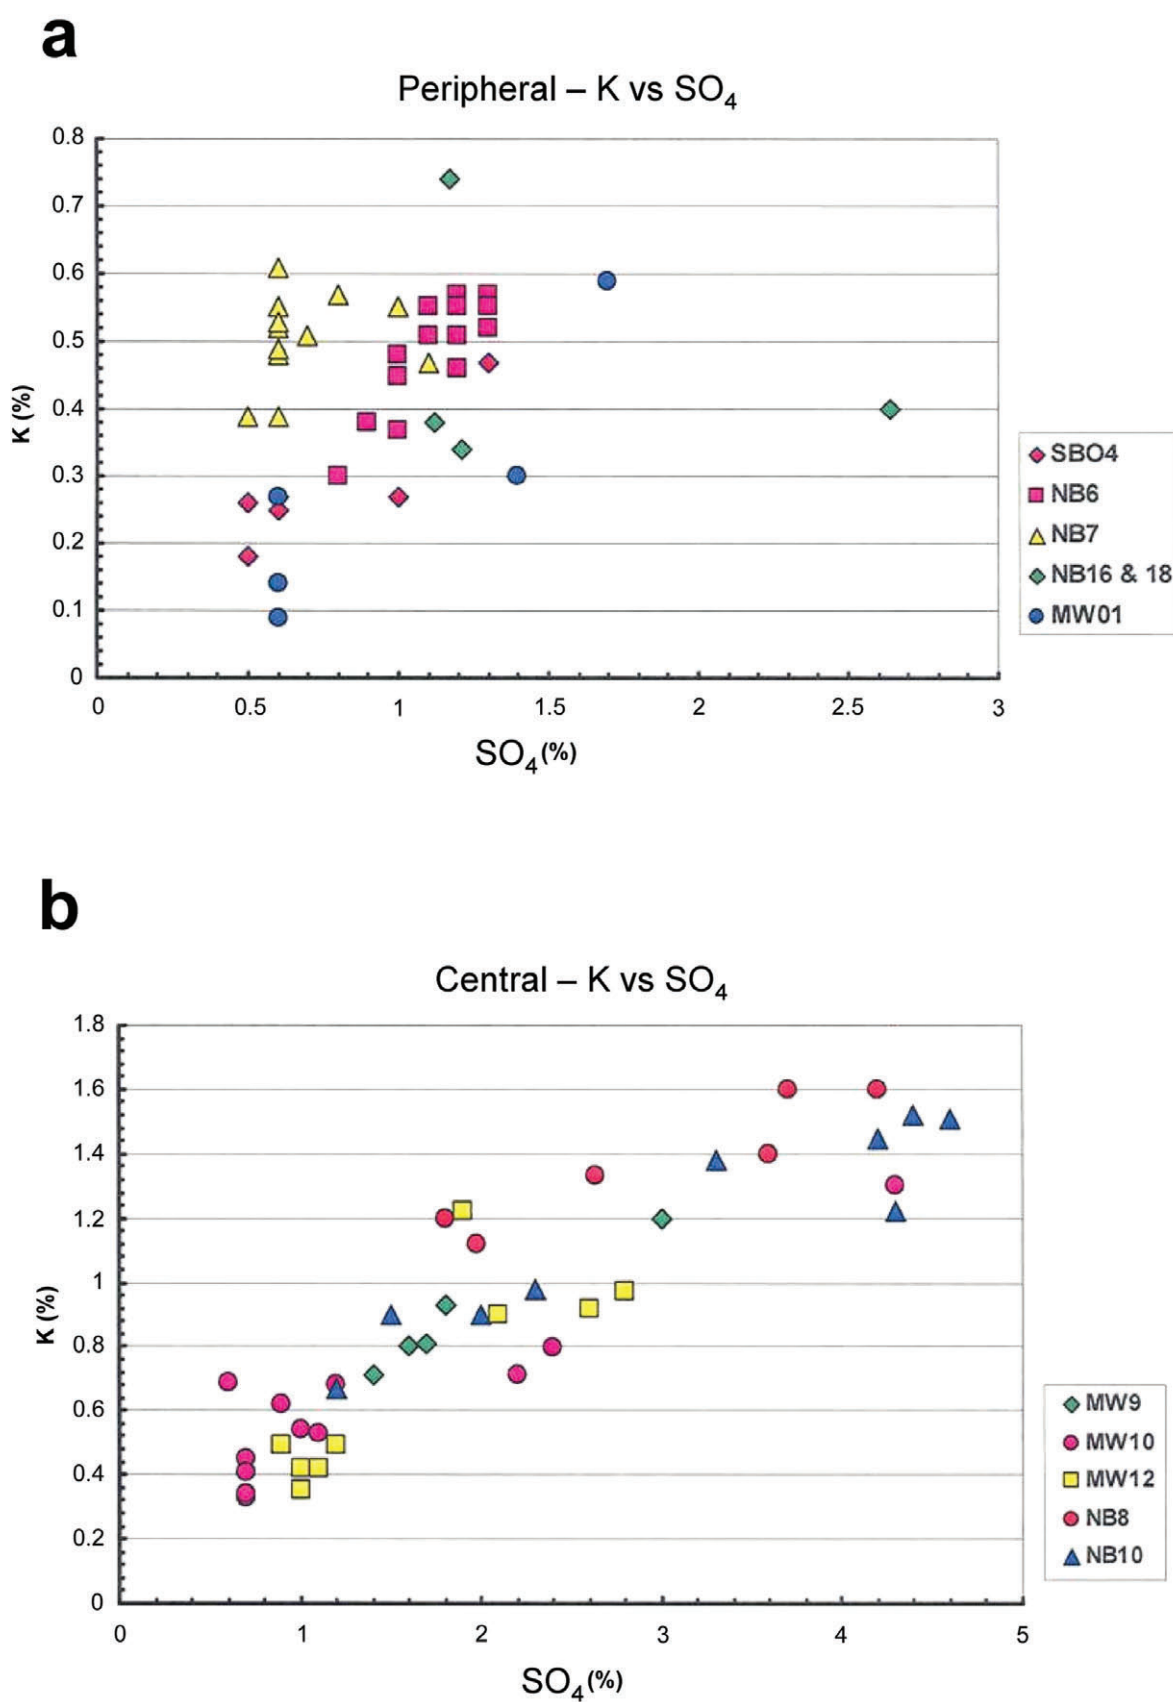 a
Peripheral – K vs SO4
0.8
0.7
0.6
0.5
0.4
0.3
0.2
0.1
0
K (%)
0 0.5 1 1.5 2 2.5 3
SO4 (%)
SBO4
NB6
NB7
NB16 & 18
MW01
b
Central – K vs SO4
1.8
1.6
1.4
1.2
1
0.8
0.6
0.4
0.2
0
K (%)
0 1 2 3 4 5
SO4 (%)
MW9
MW10
MW12
NB8
NB10